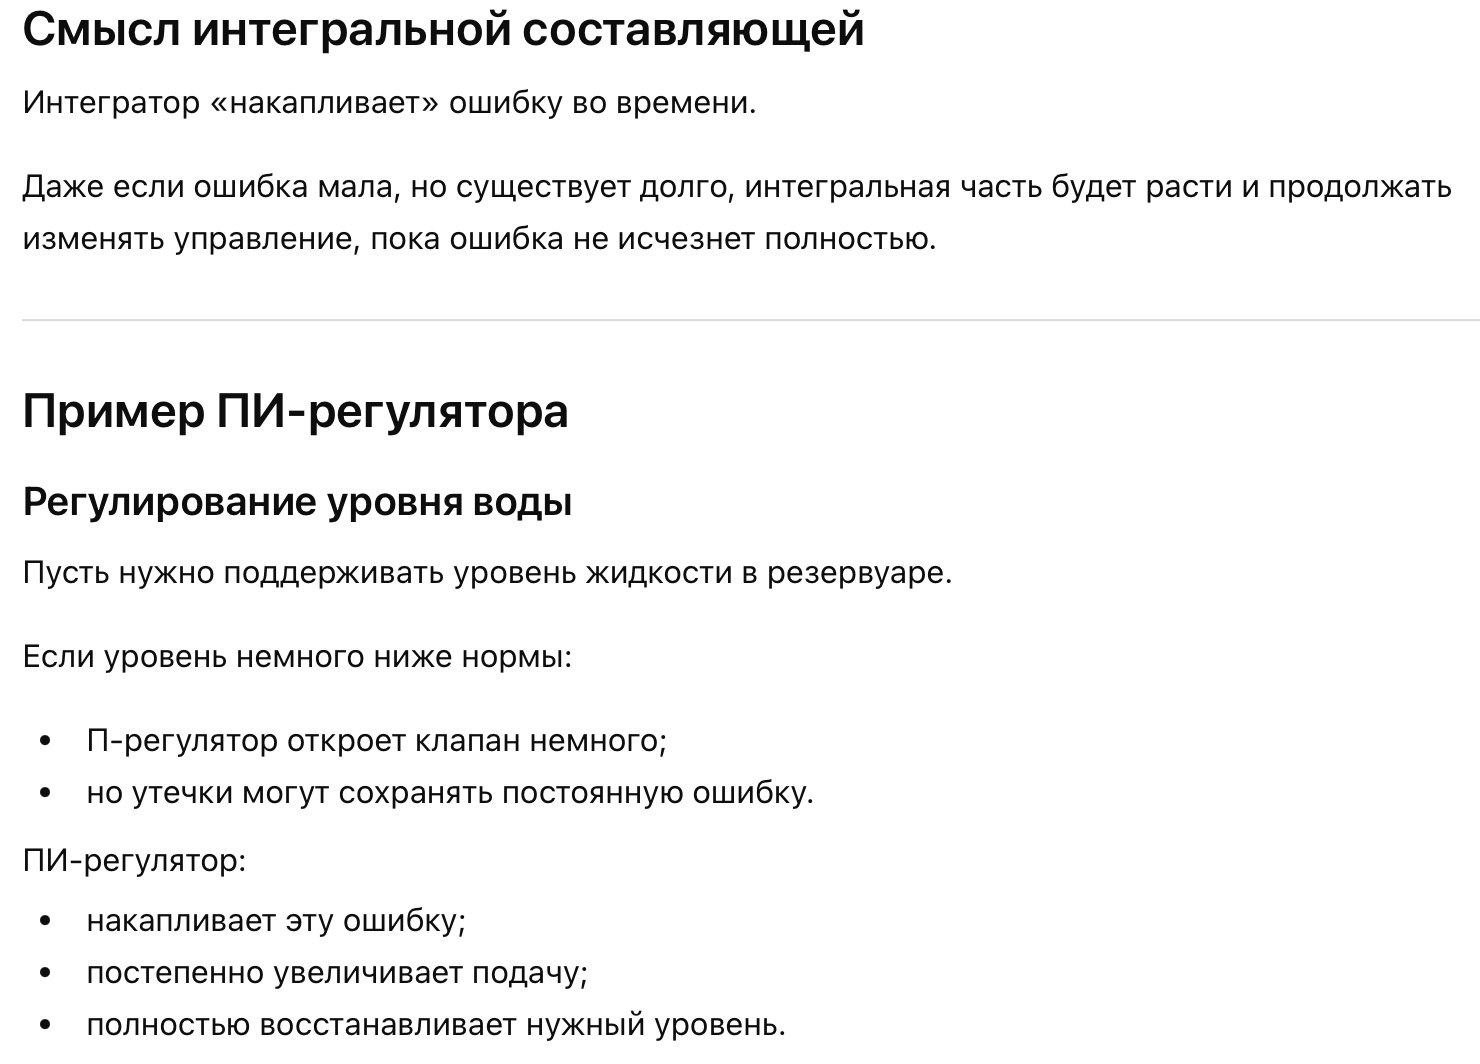 Смысл интегральной составляющей
Интегратор «накапливает» ошибку во времени.
Даже если ошибка мала, но существует долго, интегральная часть будет расти и продолжать
изменять управление, пока ошибка не исчезнет полностью.
Пример ПИ-регулятора
Регулирование уровня воды
Пусть нужно поддерживать уровень жидкости в резервуаре.
Если уровень немного ниже нормы:
• П-регулятор откроет клапан немного;
• но утечки могут сохранять постоянную ошибку.
ПИ-регулятор:
• накапливает эту ошибку;
• постепенно увеличивает подачу;
• полностью восстанавливает нужный уровень.